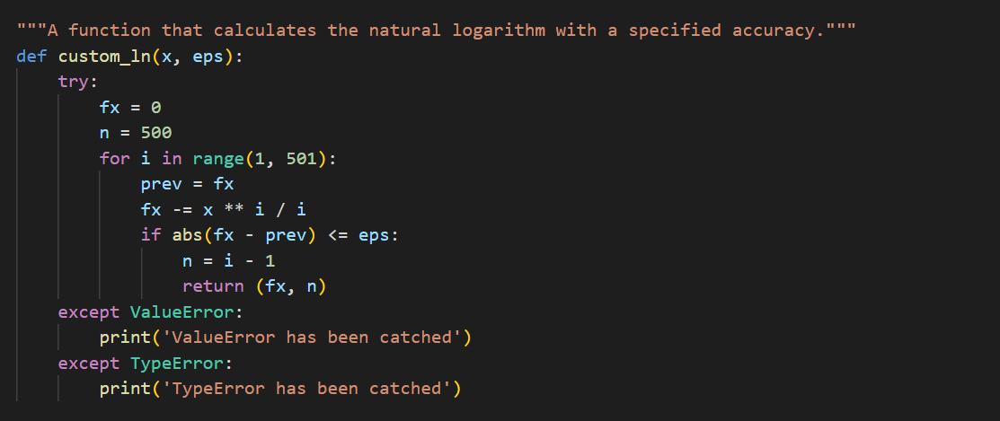 """A function that calculates the natural logarithm with a specified accuracy."""
def custom_ln(x, eps):
    try:
        fx = 0
        n = 500
        for i in range(1, 501):
            prev = fx
            fx -= x ** i / i
            if abs(fx - prev) <= eps:
                n = i - 1
                return (fx, n)
    except ValueError:
        print('ValueError has been catched')
    except TypeError:
        print('TypeError has been catched')